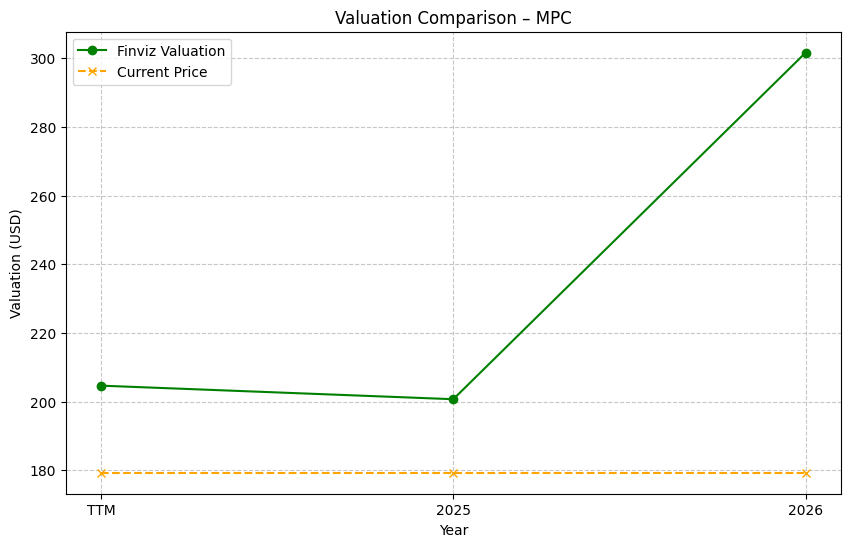 Valuation Comparison – MPC
Finviz Valuation
Current Price
Valuation (USD)
300
280
260
240
220
200
180
TTM
2025
2026
Year